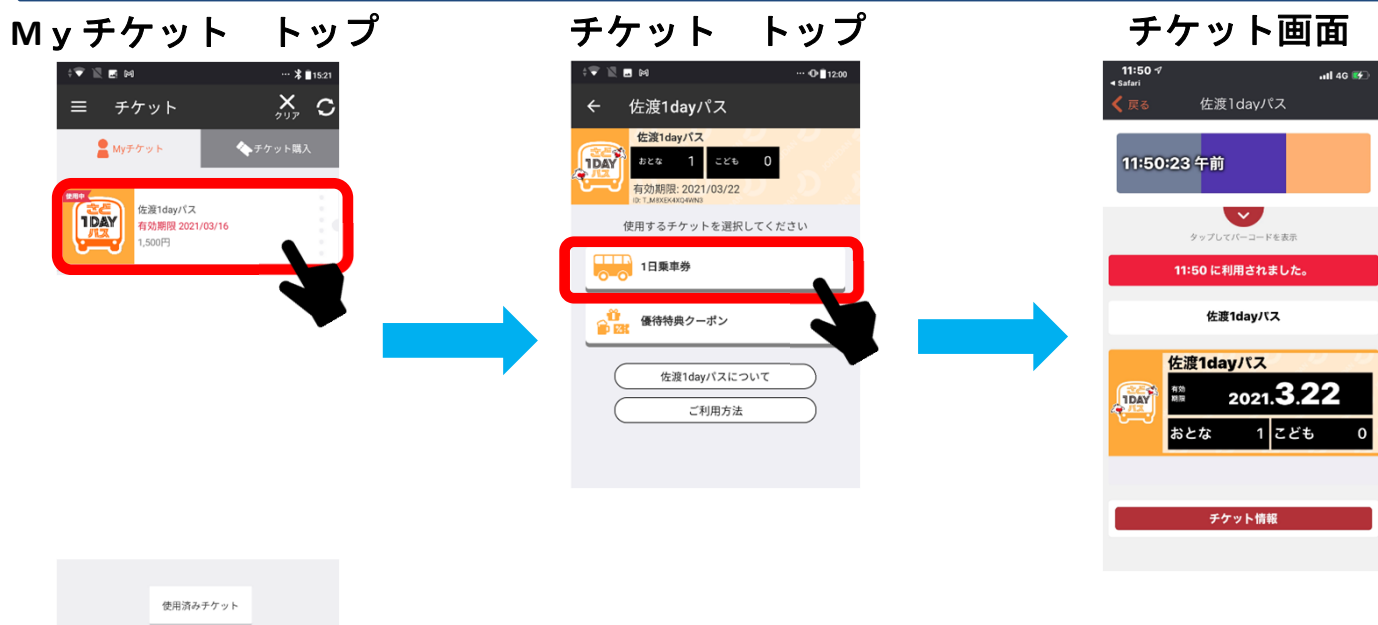 Ｍｙチケット　トップ
15:21
チケット
クリア
Myチケット
チケット購入
使用中
さど
1DAY
パス
佐渡1dayパス
有効期限 2021/03/16
1,500円
使用済みチケット
チケット　トップ
12:00
佐渡1dayパス
さど
1DAY
パス
佐渡1dayパス
おとな 1 こども 0
有効期限: 2021/03/22
ID: T_M8XEK4XQ4WN3
使用するチケットを選択してください
1日乗車券
優待特典クーポン
佐渡1dayパスについて
ご利用方法
チケット画面
11:50
4G
Safari
戻る
佐渡1dayパス
11:50:23 午前
タップしてバーコードを表示
11:50 に利用されました。
佐渡1dayパス
さど
1DAY
パス
佐渡1dayパス
有効
期限
2021.3.22
おとな 1 こども 0
チケット情報